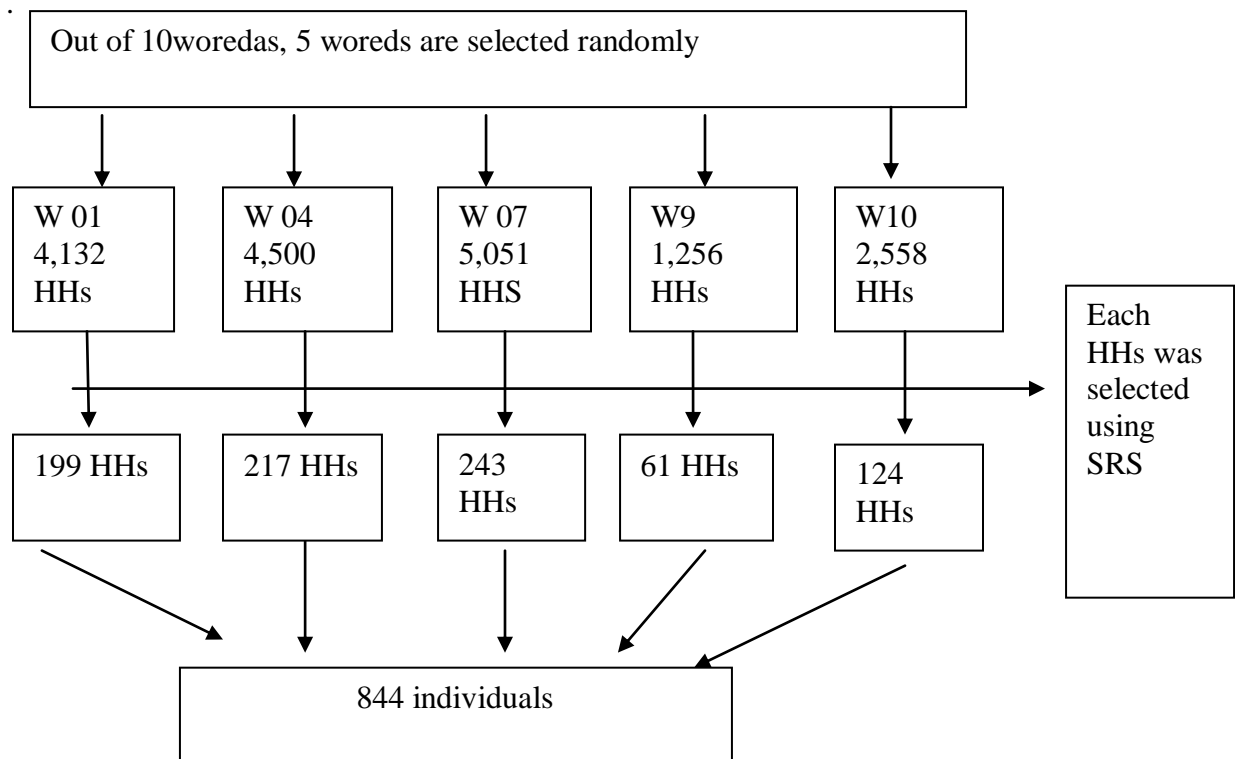 .
Out of 10woredas, 5 woreds are selected randomly
W 01
4,132
HHs
W 04
4,500
HHs
W 07
5,051
HHS
W9
1,256
HHs
W10
2,558
HHs
Each
HHs was
selected
using
SRS
199 HHs
217 HHs
243
HHs
61 HHs
124
HHs
844 individuals